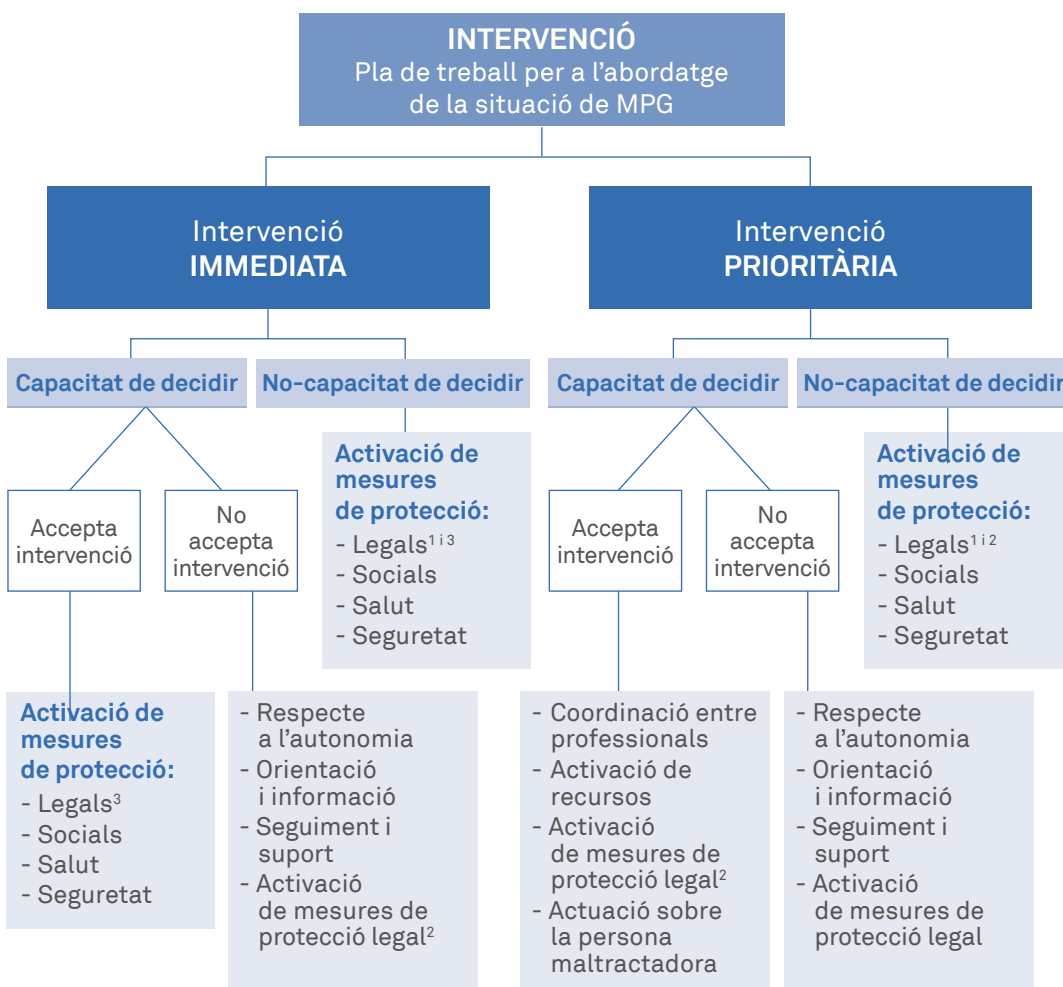 INTERVENCIÓ
Pla de treball per a l’abordatge
de la situació de MPG
Intervenció
IMMEDIATA
Intervenció
PRIORITÀRIA
Capacitat de decidir
No-capacitat de decidir
Capacitat de decidir
No-capacitat de decidir
Activació de
mesures
de protecció:
- Legals¹ ⁱ ³
- Socials
- Salut
- Seguretat
Activació de
mesures
de protecció:
- Legals¹ ⁱ ²
- Socials
- Salut
- Seguretat
Accepta
intervenció
No
accepta
intervenció
Accepta
intervenció
No
accepta
intervenció
Activació de
mesures
de protecció:
- Legals³
- Socials
- Salut
- Seguretat
- Respecte
a l’autonomia
- Orientació
i informació
- Seguiment i
suport
- Activació
de mesures de
protecció legal²
- Coordinació entre
professionals
- Activació de
recursos
- Activació
de mesures de
protecció legal²
- Actuació sobre
la persona
maltractadora
- Respecte
a l’autonomia
- Orientació
i informació
- Seguiment i
suport
- Activació
de mesures de
protecció legal